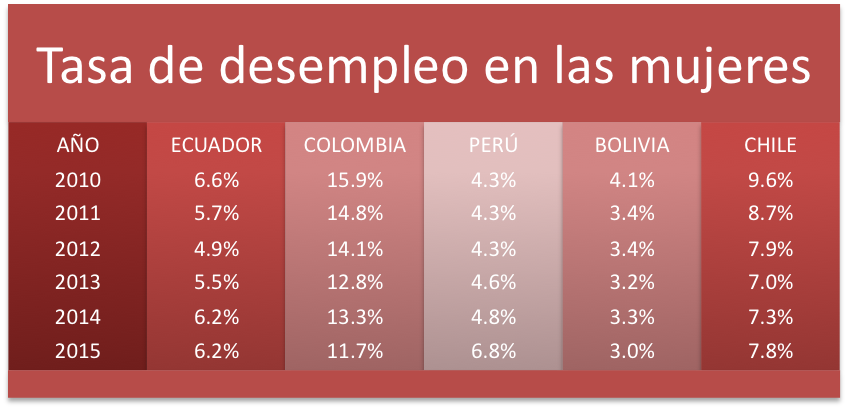 Tasa de desempleo en las mujeres
AÑO ECUADOR COLOMBIA PERÚ BOLIVIA CHILE
2010 6.6% 15.9% 4.3% 4.1% 9.6%
2011 5.7% 14.8% 4.3% 3.4% 8.7%
2012 4.9% 14.1% 4.3% 3.4% 7.9%
2013 5.5% 12.8% 4.6% 3.2% 7.0%
2014 6.2% 13.3% 4.8% 3.3% 7.3%
2015 6.2% 11.7% 6.8% 3.0% 7.8%